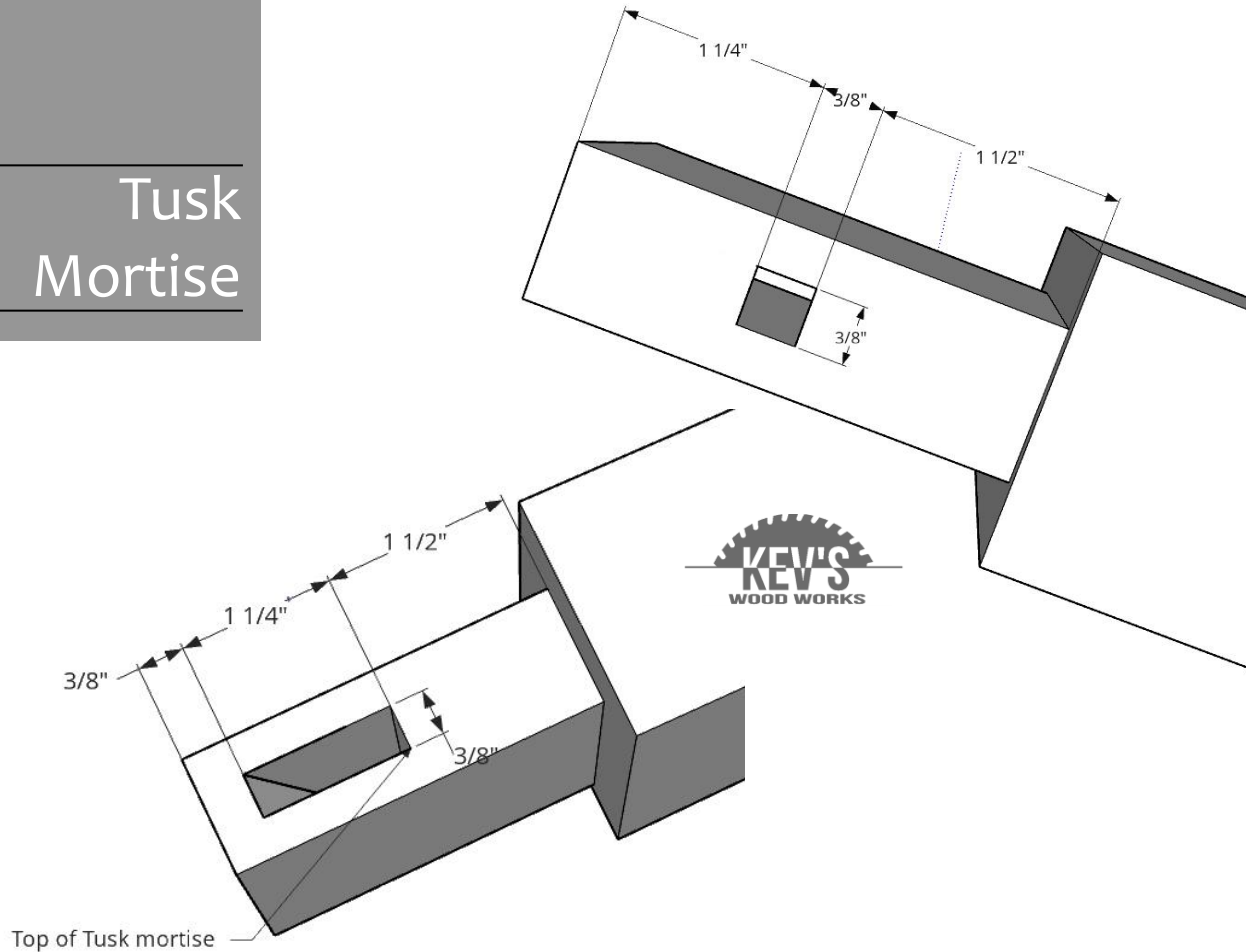 Tusk
Mortise
1 1/4"
3/8"
1 1/2"
3/8"
1 1/2"
1 1/4"
3/8"
3/8"
KEV'S
WOOD WORKS
Top of Tusk mortise